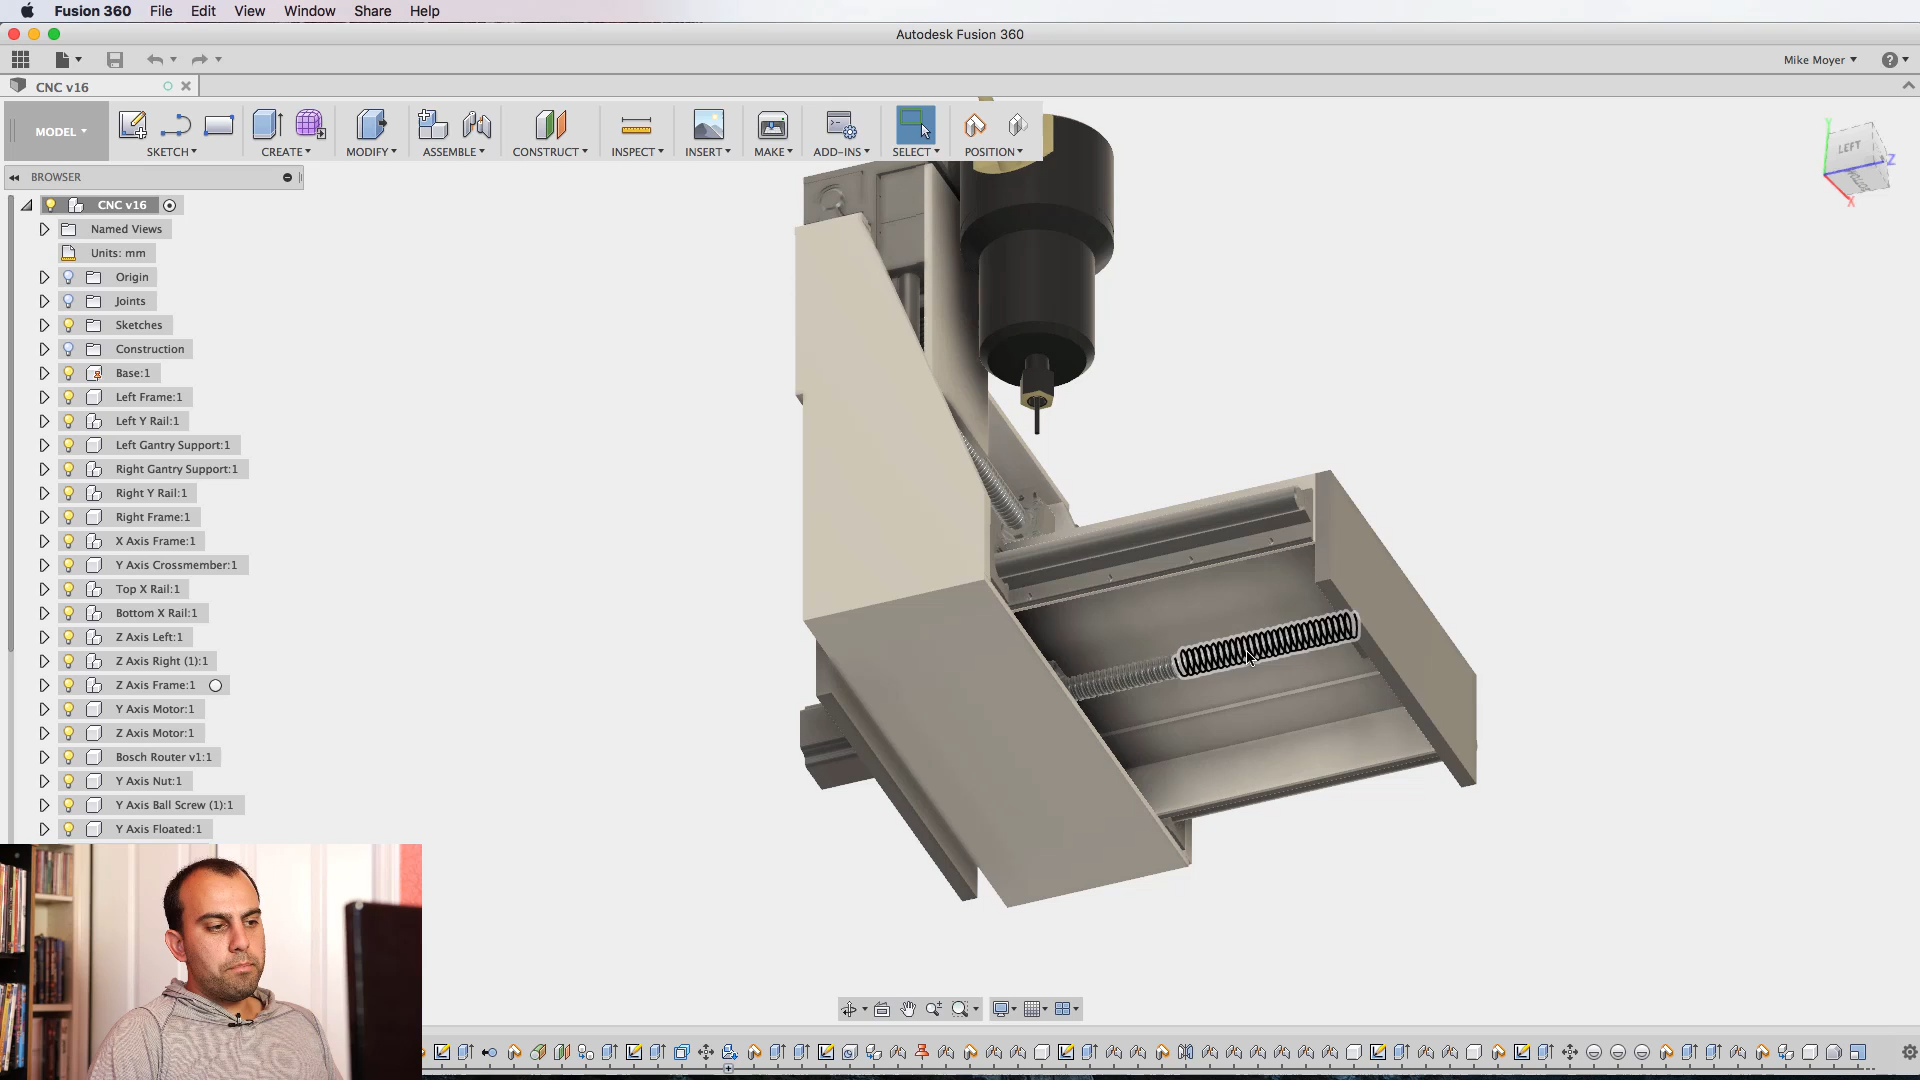 Fusion 360 File Edit View Window Share Help
Autodesk Fusion 360
Mike Moyer
CNC v16
MODEL
SKETCH CREATE MODIFY ASSEMBLE CONSTRUCT INSPECT INSERT MAKE ADD-INS SELECT POSITION
BROWSER
CNC v16
Named Views
Units: mm
Origin
Joints
Sketches
Construction
Base:1
Left Frame:1
Left Y Rail:1
Left Gantry Support:1
Right Gantry Support:1
Right Y Rail:1
Right Frame:1
X Axis Frame:1
Y Axis Crossmember:1
Top X Rail:1
Bottom X Rail:1
Z Axis Left:1
Z Axis Right (1):1
Z Axis Frame:1
Y Axis Motor:1
Z Axis Motor:1
Bosch Router v1:1
Y Axis Nut:1
Y Axis Ball Screw (1):1
Y Axis Floated:1
Y
LEFT
Z
X